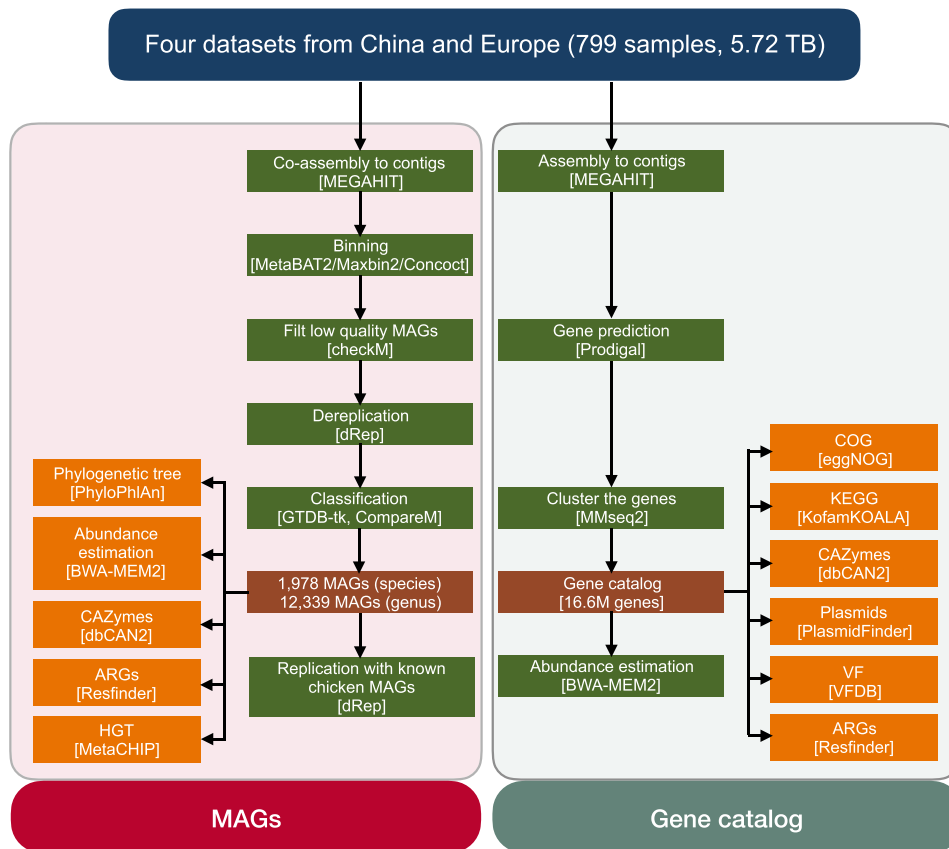 Four datasets from China and Europe (799 samples, 5.72 TB)
Co-assembly to contigs
[MEGAHIT]
Binning
[MetaBAT2/Maxbin2/Concoct]
Filt low quality MAGs
[checkM]
Dereplication
[dRep]
Classification
[GTDB-tk, CompareM]
1,978 MAGs (species)
12,339 MAGs (genus)
Replication with known
chicken MAGs
[dRep]
Phylogenetic tree
[PhyloPhlAn]
Abundance
estimation
[BWA-MEM2]
CAZymes
[dbCAN2]
ARGs
[Resfinder]
HGT
[MetaCHIP]
MAGs
Assembly to contigs
[MEGAHIT]
Gene prediction
[Prodigal]
Cluster the genes
[MMseq2]
Gene catalog
[16.6M genes]
Abundance estimation
[BWA-MEM2]
COG
[eggNOG]
KEGG
[KofamKOALA]
CAZymes
[dbCAN2]
Plasmids
[PlasmidFinder]
VF
[VFDB]
ARGs
[Resfinder]
Gene catalog